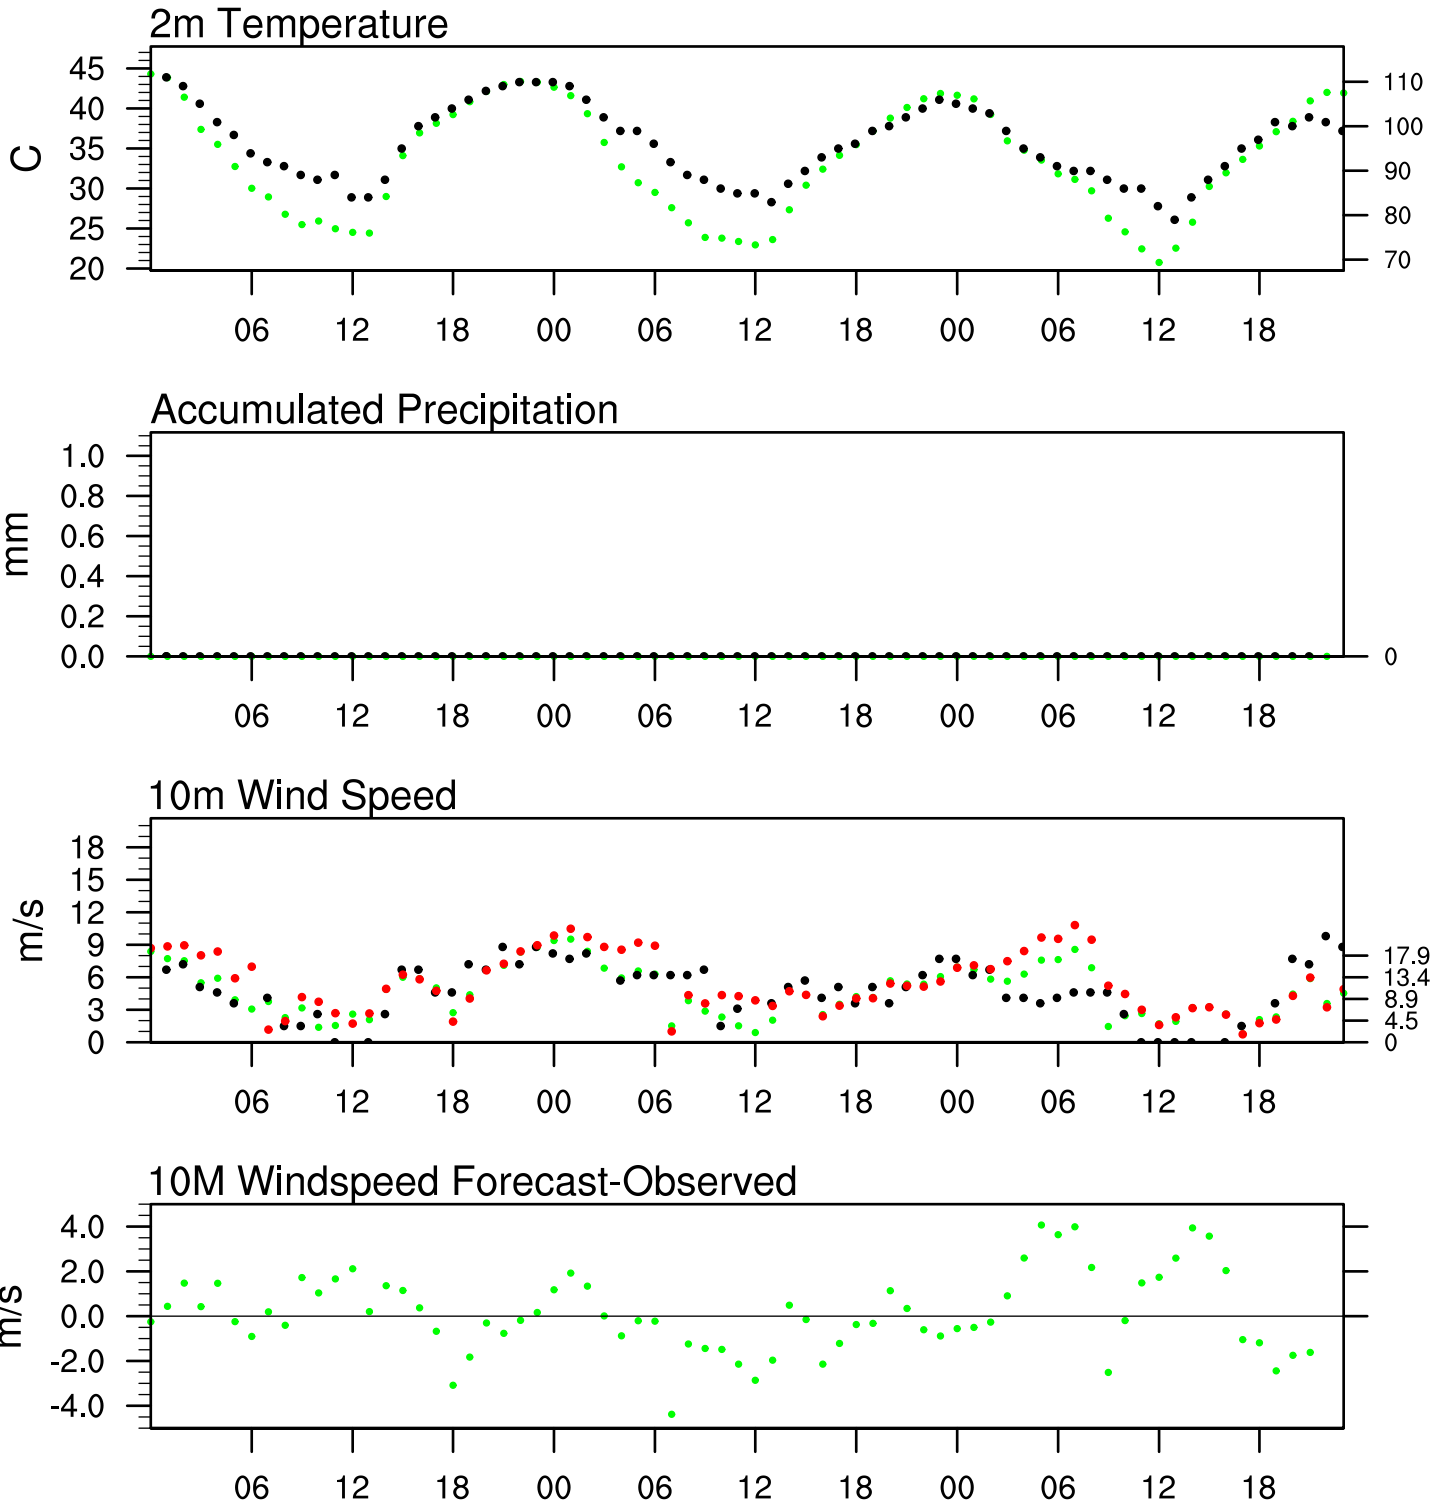 2m Temperature
45
40
35
30
25
20
C
110
100
90
80
70
06 12 18 00 06 12 18 00 06 12 18
Accumulated Precipitation
1.0
0.8
0.6
0.4
0.2
0.0
mm
0
06 12 18 00 06 12 18 00 06 12 18
10m Wind Speed
18
15
12
9
6
3
0
m/s
17.9
13.4
8.9
4.5
0
06 12 18 00 06 12 18 00 06 12 18
10M Windspeed Forecast-Observed
4.0
2.0
0.0
-2.0
-4.0
m/s
06 12 18 00 06 12 18 00 06 12 18